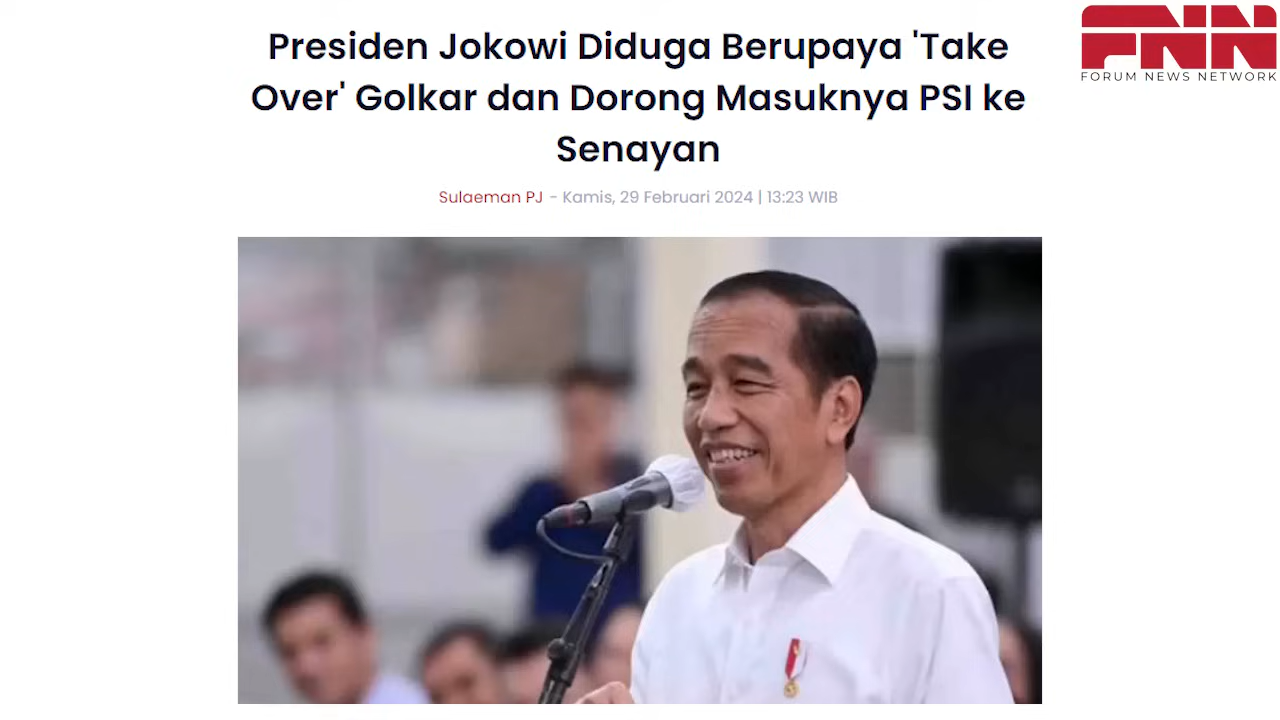 Presiden Jokowi Diduga Berupaya 'Take
Over' Golkar dan Dorong Masuknya PSI ke
Senayan
Sulaeman PJ - Kamis, 29 Februari 2024 | 13:23 WIB
FNN
FORUM NEWS NETWORK